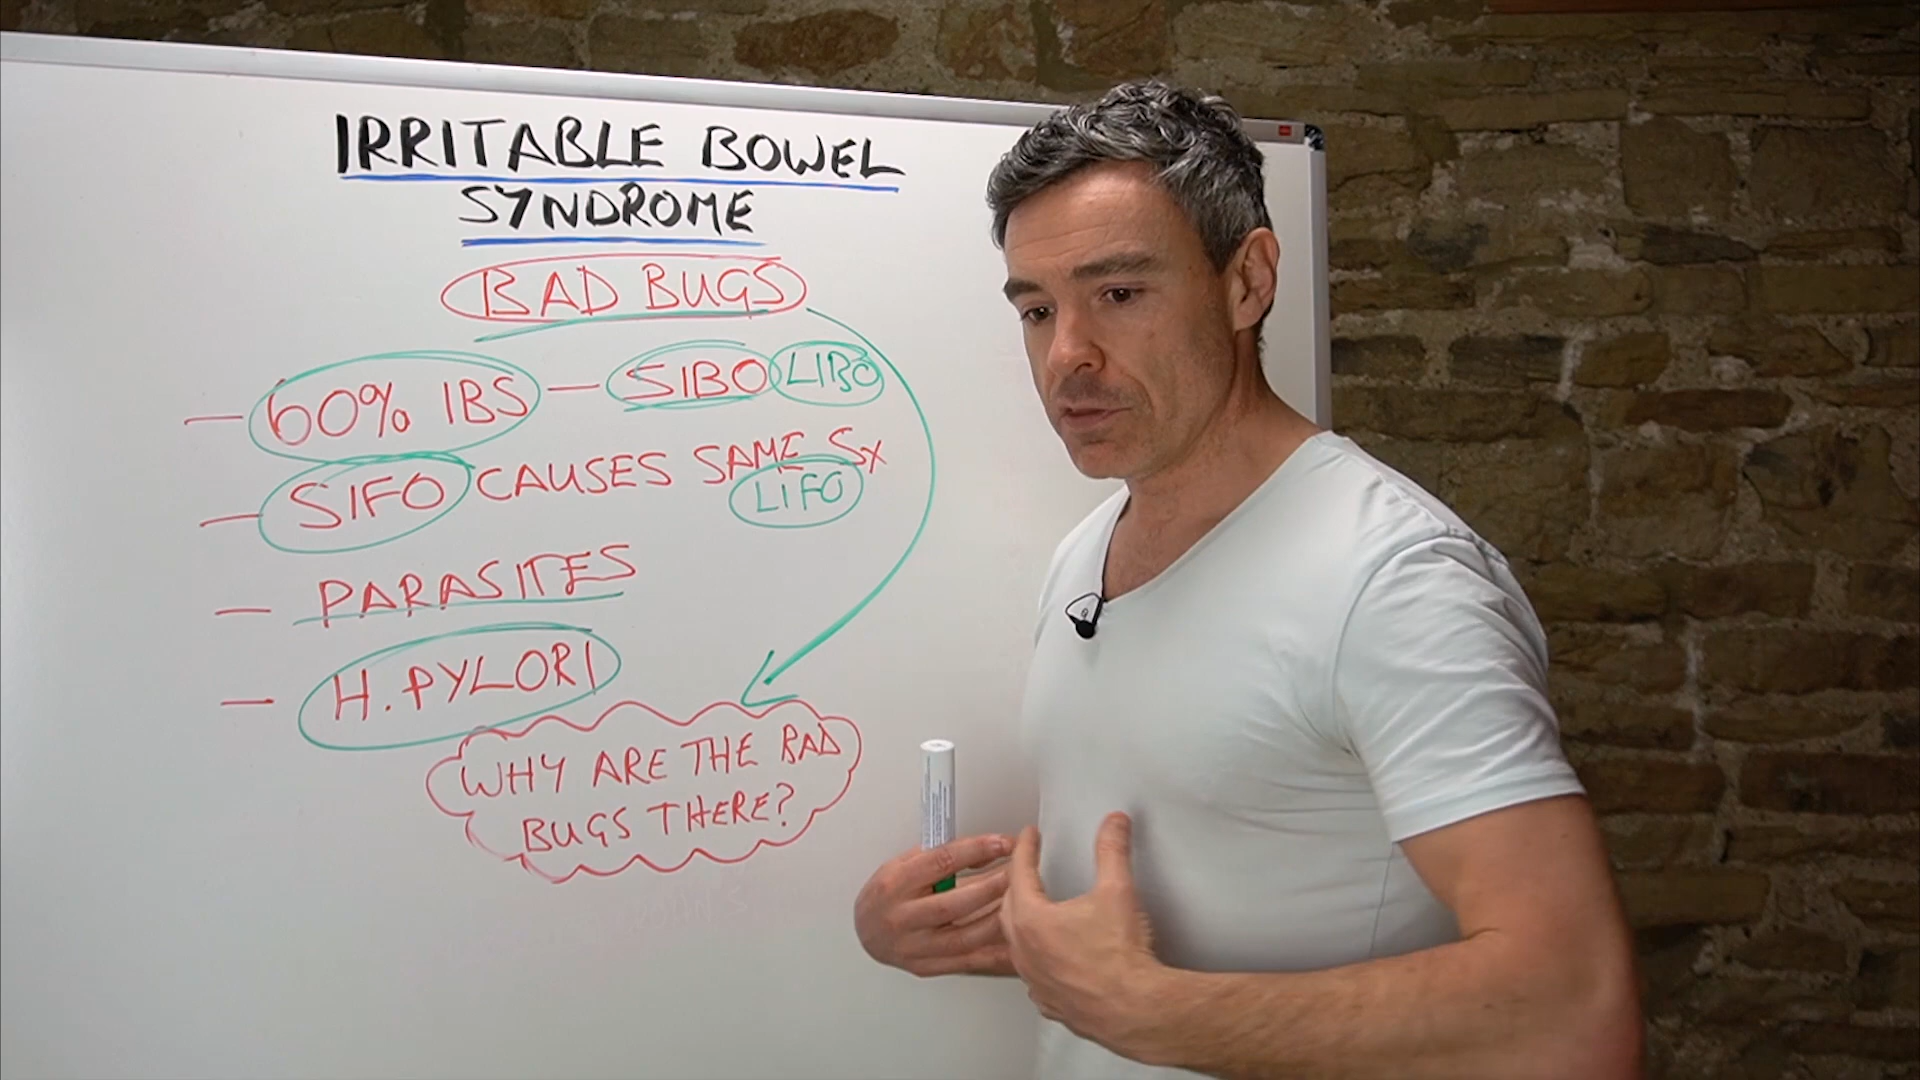 IRRITABLE BOWEL
SYNDROME
BAD BUGS
— 60% IBS — SIBO LIBO
— SIFO CAUSES SAME Sx
LIFO
— PARASITES
— H. PYLORI
WHY ARE THE BAD
BUGS THERE?